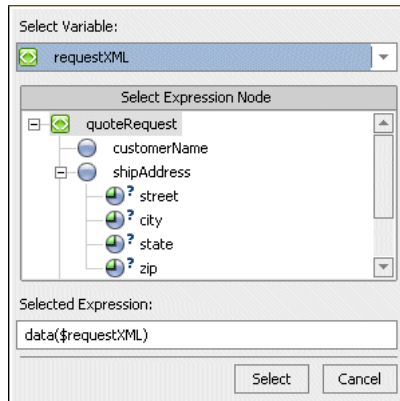 Select Variable:
requestXML
Select Expression Node
quoteRequest
customerName
shipAddress
? street
? city
? state
? zip
Selected Expression:
data($requestXML)
Select Cancel